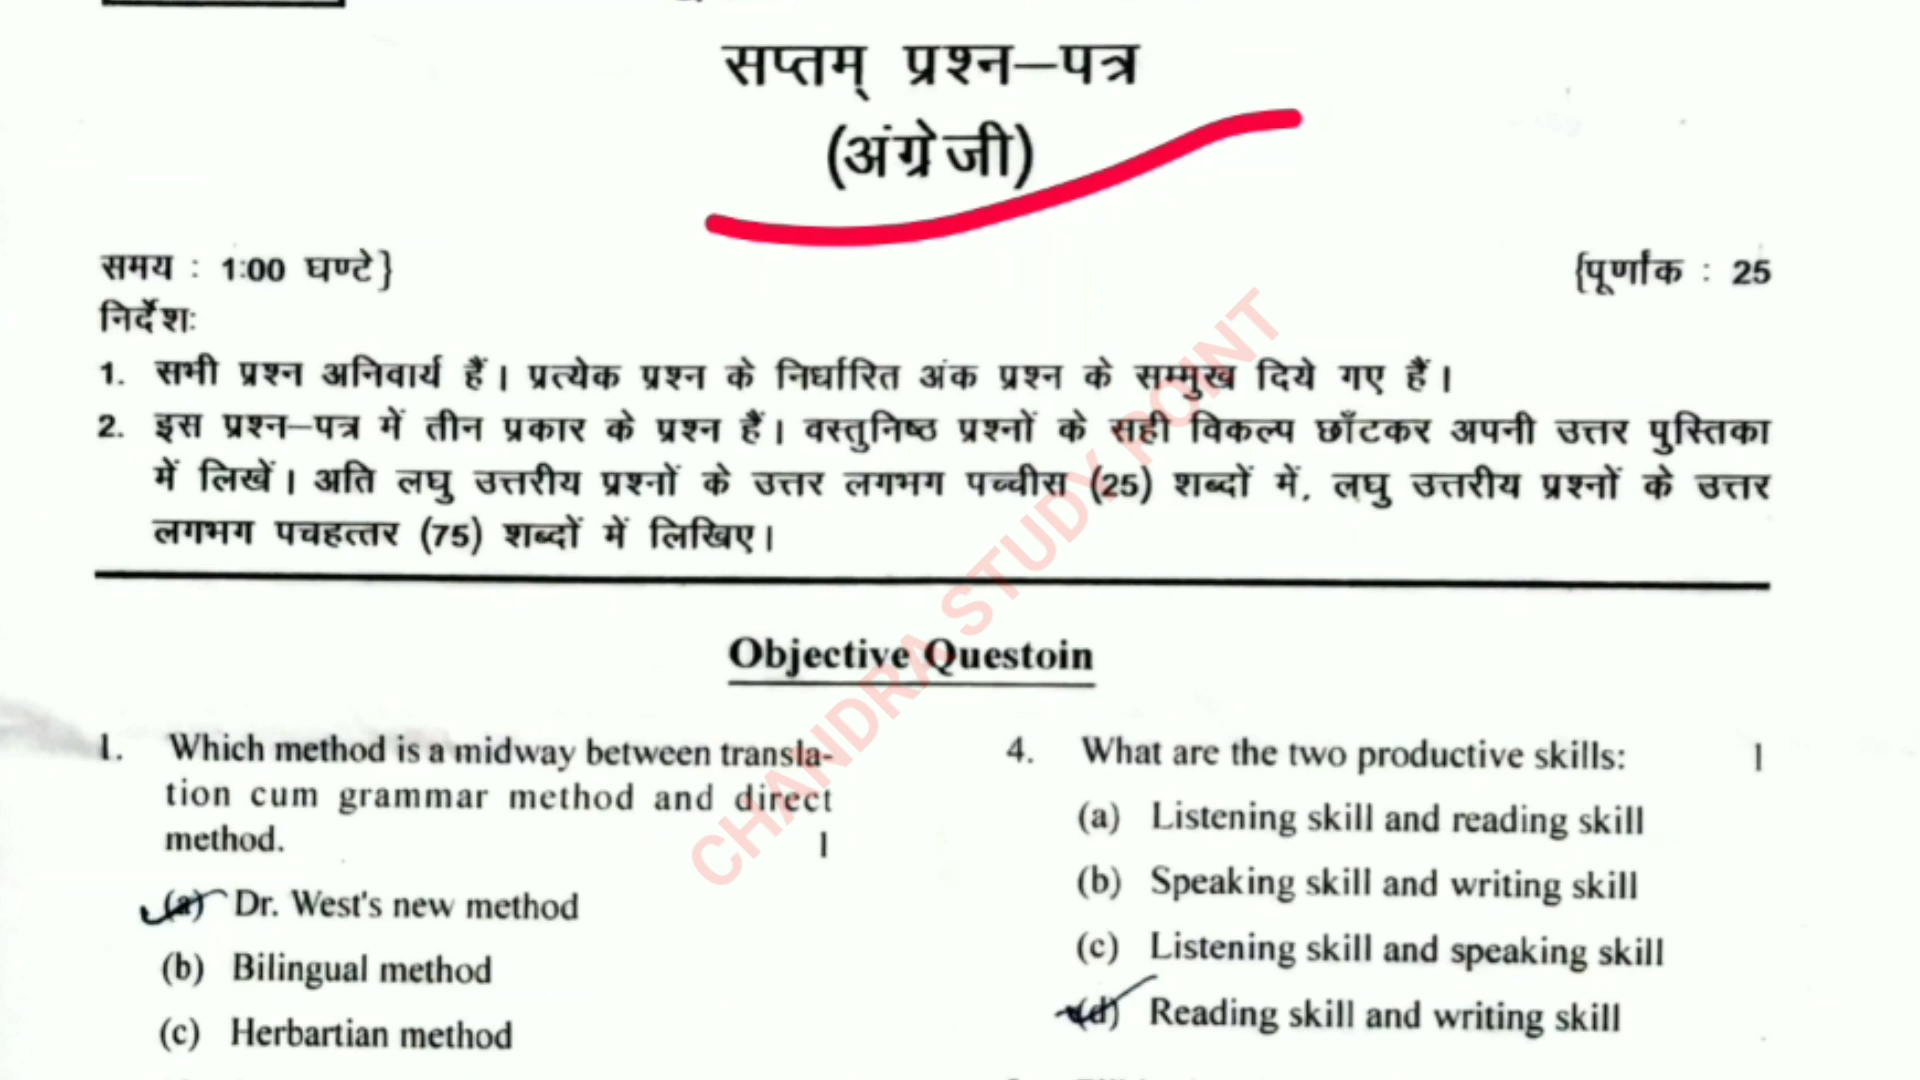 सप्तम् प्रश्न–पत्र
(अंग्रेजी)
समय : 1:00 घण्टे}
{पूर्णांक : 25
निर्देशः
1. सभी प्रश्न अनिवार्य हैं। प्रत्येक प्रश्न के निर्धारित अंक प्रश्न के सम्मुख दिये गए हैं।
2. इस प्रश्न–पत्र में तीन प्रकार के प्रश्न हैं। वस्तुनिष्ठ प्रश्नों के सही विकल्प छाँटकर अपनी उत्तर पुस्तिका
में लिखें। अति लघु उत्तरीय प्रश्नों के उत्तर लगभग पच्चीस (25) शब्दों में, लघु उत्तरीय प्रश्नों के उत्तर
लगभग पचहत्तर (75) शब्दों में लिखिए।
CHANDRA STUDY POINT
Objective Questoin
1. Which method is a midway between transla-
tion cum grammar method and direct
method. 1
(a) Dr. West's new method
(b) Bilingual method
(c) Herbartian method
4. What are the two productive skills: 1
(a) Listening skill and reading skill
(b) Speaking skill and writing skill
(c) Listening skill and speaking skill
(d) Reading skill and writing skill